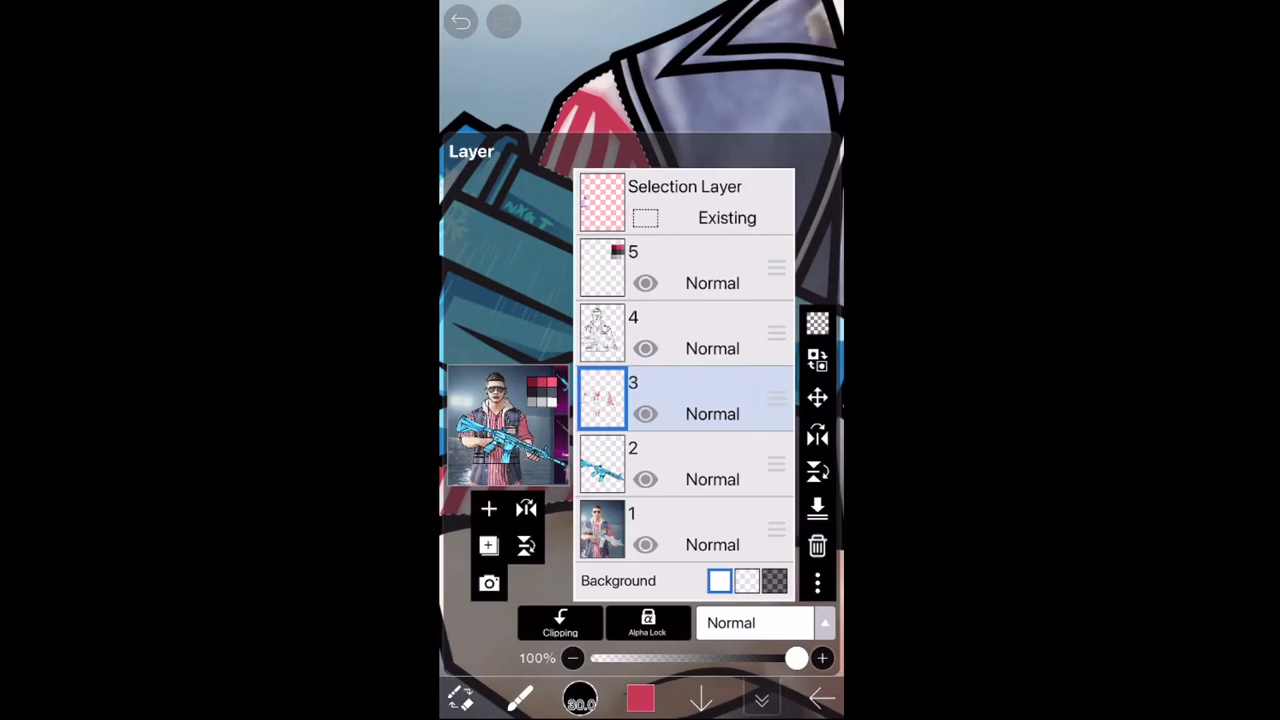 Layer
NXGT
Selection Layer
Existing
5
Normal
4
Normal
3
Normal
2
Normal
1
Normal
Background
Clipping
Alpha Lock
Normal
100%
30.0